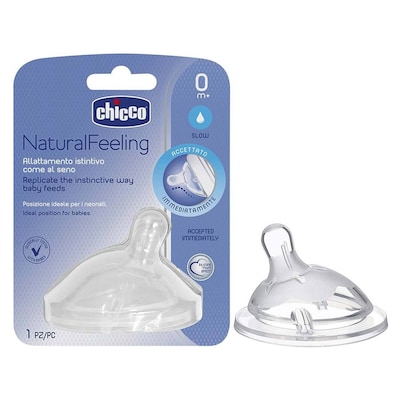 chicco
0
m+
SLOW
NaturalFeeling
Allattamento istintivo
come al seno
Replicate the instinctive way
baby feeds
ACCETTATO
IMMEDIATAMENTE
Posizione ideale per i neonati.
Ideal position for babies
ACCEPTED
IMMEDIATELY
1 PZ/PC